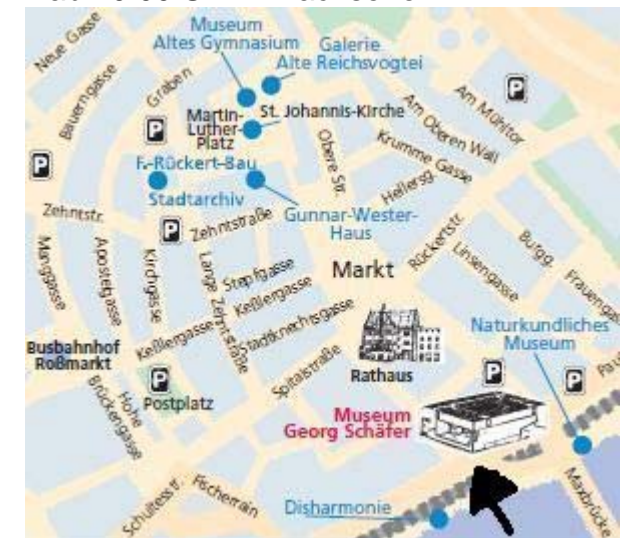 Museum
Altes Gymnasium
Galerie
Alte Reichsvogtei
Neue Gasse
Bauerngasse
Graben
P
P
P
Martin-
Luther-
Platz
St. Johannis-Kirche
Am Oberen Wall
Am Mühltor
Krumme Gasse
Obere Str.
Hellersg.
F.-Rückert-Bau
Stadtarchiv
Gunnar-Wester-
Haus
Zehntstr.
P
Zehntstraße
Manggasse
Apostelgasse
Kirchgasse
Lange Zehntstraße
Stepfgasse
Keßlergasse
Stadtknechtsgasse
Keßlergasse
Spitalstraße
Markt
Rückertstr.
Linsengasse
Burgg.
Frauengas
Rathaus
Naturkundliches
Museum
Busbahnhof
Roßmarkt
P
P
P
Pau
Postplatz
Hohe
Brückengasse
Museum
Georg Schäfer
Schultesstr.
Fischerrain
Disharmonie
Maxbrücke